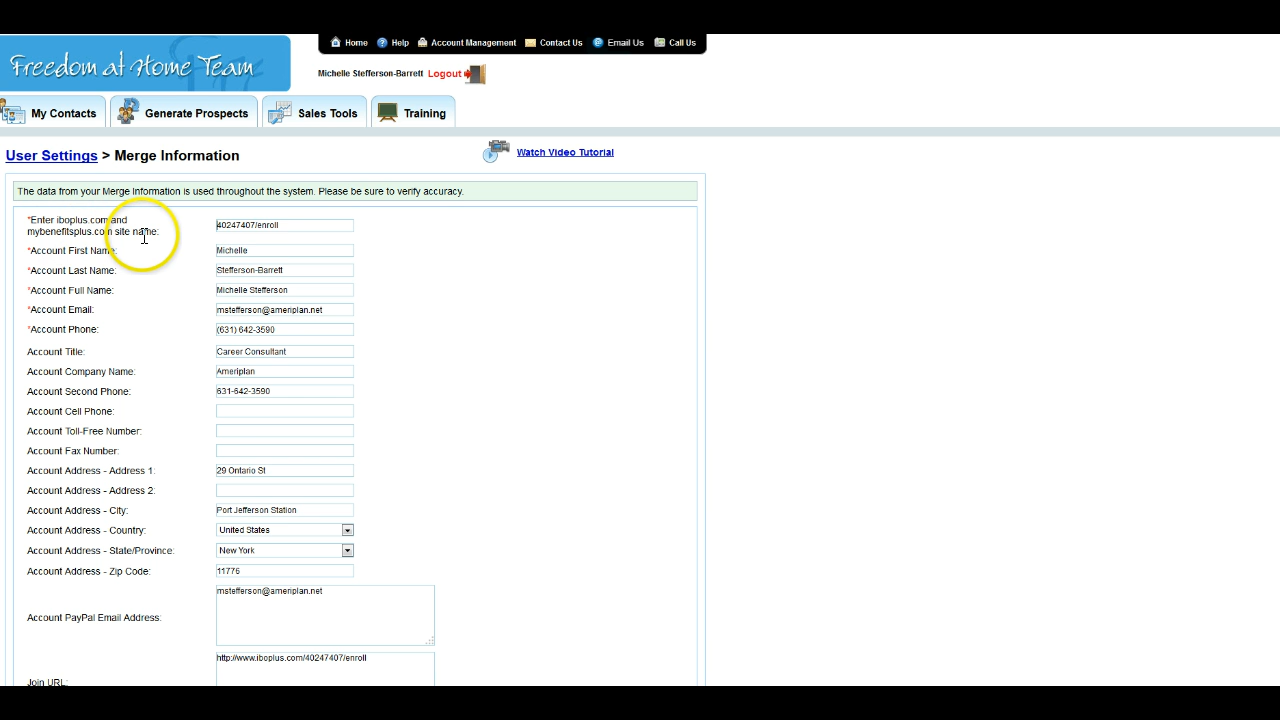 Home Help Account Management Contact Us Email Us Call Us
Freedom at Home Team
Michelle Stefferson-Barrett Logout
My Contacts Generate Prospects Sales Tools Training
User Settings > Merge Information Watch Video Tutorial
The data from your Merge Information is used throughout the system. Please be sure to verify accuracy.
*Enter iboplus.com and
mybenefitsplus.com site name: 40247407/enroll
*Account First Name: Michelle
*Account Last Name: Stefferson-Barrett
*Account Full Name: Michelle Stefferson
*Account Email: mstefferson@ameriplan.net
*Account Phone: (631) 642-3590
Account Title: Career Consultant
Account Company Name: Ameriplan
Account Second Phone: 631-642-3590
Account Cell Phone:
Account Toll-Free Number:
Account Fax Number:
Account Address - Address 1: 29 Ontario St
Account Address - Address 2:
Account Address - City: Port Jefferson Station
Account Address - Country: United States
Account Address - State/Province: New York
Account Address - Zip Code: 11776
mstefferson@ameriplan.net
Account PayPal Email Address:
http://www.iboplus.com/40247407/enroll
Join URL: